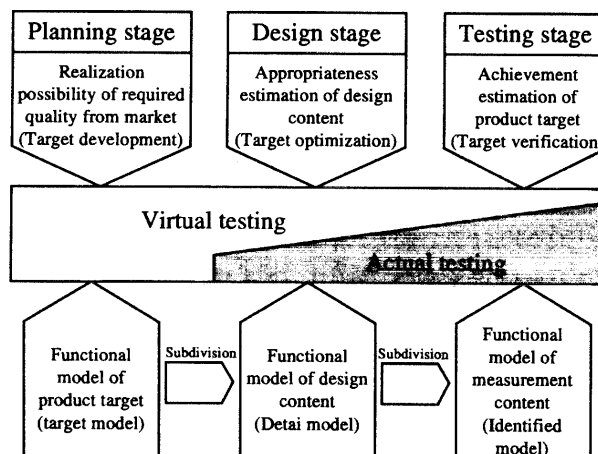 Planning stage
Realization
possibility of required
quality from market
(Target development)
Design stage
Appropriateness
estimation of design
content
(Target optimization)
Testing stage
Achievement
estimation of
product target
(Target verification
Virtual testing
Actual testing
Functional
model of
product target
(target model)
Subdivision
Functional
model of design
content
(Detai model)
Subdivision
Functional
model of
measurement
content
(Identified
model)